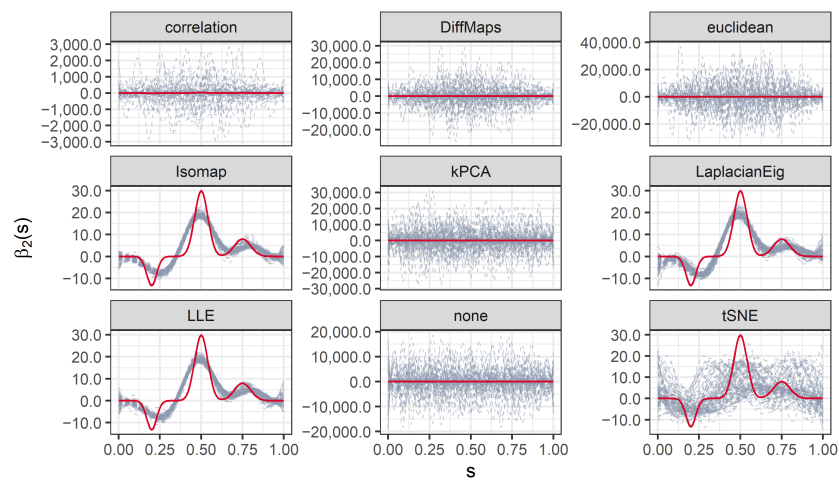 correlation DiffMaps euclidean
3,000.0 30,000.0 40,000.0
2,000.0 20,000.0 20,000.0
1,000.0 10,000.0
0.0 0.0 0.0
−1,000.0 −10,000.0
−2,000.0 −20,000.0 −20,000.0
−3,000.0
Isomap kPCA LaplacianEig
30.0 30,000.0 30.0
20.0 20,000.0 20.0
10.0 10,000.0 10.0
0.0 0.0 0.0
−10.0 −10,000.0 −10.0
−20,000.0
−30,000.0
β2(s)
LLE none tSNE
30.0 20,000.0 30.0
20.0 10,000.0 20.0
10.0 10.0
0.0 0.0 0.0
−10.0 −10,000.0 −10.0
−20,000.0
0.00 0.25 0.50 0.75 1.00 0.00 0.25 0.50 0.75 1.00 0.00 0.25 0.50 0.75 1.00
s